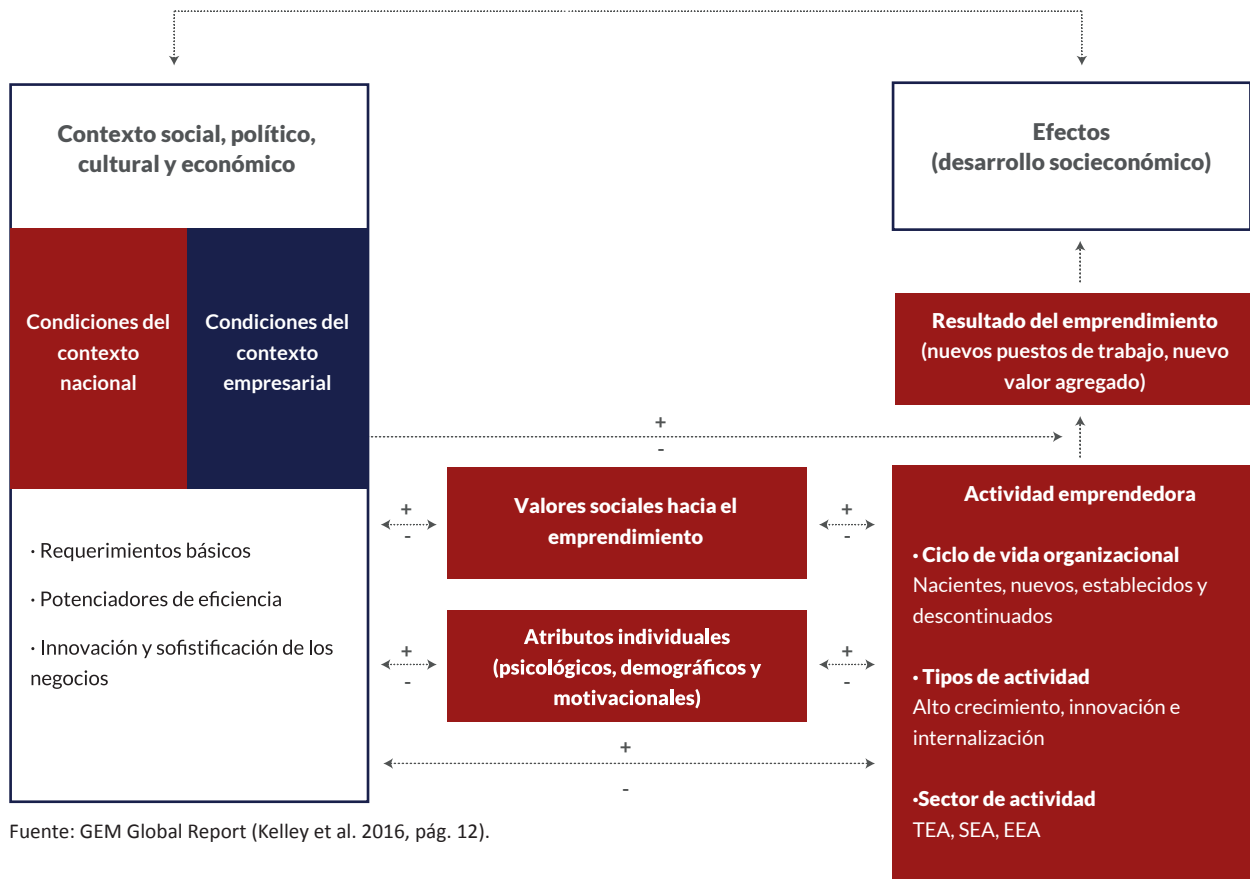 Contexto social, político,
cultural y económico
Efectos
(desarrollo socieconómico)
Condiciones del
contexto
nacional
Condiciones del
contexto
empresarial
Resultado del emprendimiento
(nuevos puestos de trabajo, nuevo
valor agregado)
+
-
· Requerimientos básicos
· Potenciadores de eficiencia
· Innovación y sofistificación de los
negocios
+
-
Valores sociales hacia el
emprendimiento
+
-
+
-
Atributos individuales
(psicológicos, demográficos y
motivacionales)
+
-
+
-
Actividad emprendedora
· Ciclo de vida organizacional
Nacientes, nuevos, establecidos y
descontinuados
· Tipos de actividad
Alto crecimiento, innovación e
internalización
·Sector de actividad
TEA, SEA, EEA
Fuente: GEM Global Report (Kelley et al. 2016, pág. 12).